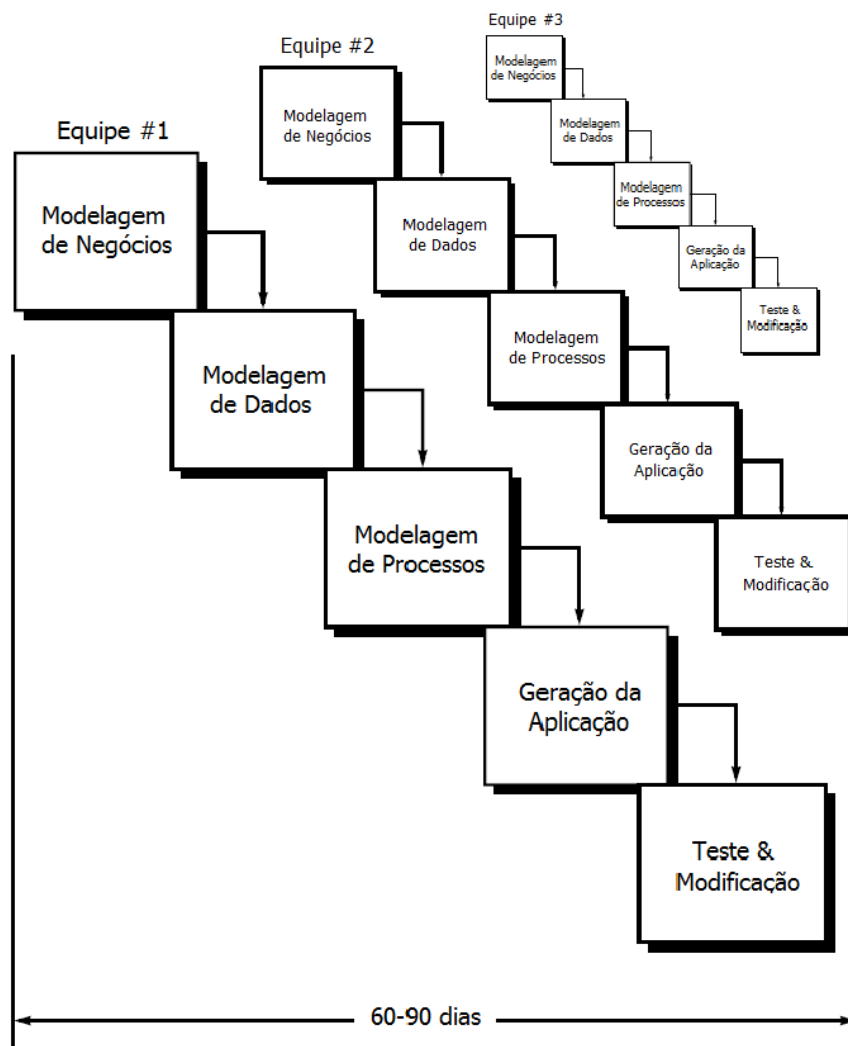 Equipe #1
Modelagem
de Negócios
Modelagem
de Dados
Modelagem
de Processos
Geração da
Aplicação
Teste &
Modificação
Equipe #2
Modelagem
de Negócios
Modelagem
de Dados
Modelagem
de Processos
Geração da
Aplicação
Teste &
Modificação
Equipe #3
Modelagem
de Negócios
Modelagem
de Dados
Modelagem
de Processos
Geração da
Aplicação
Teste &
Modificação
60-90 dias